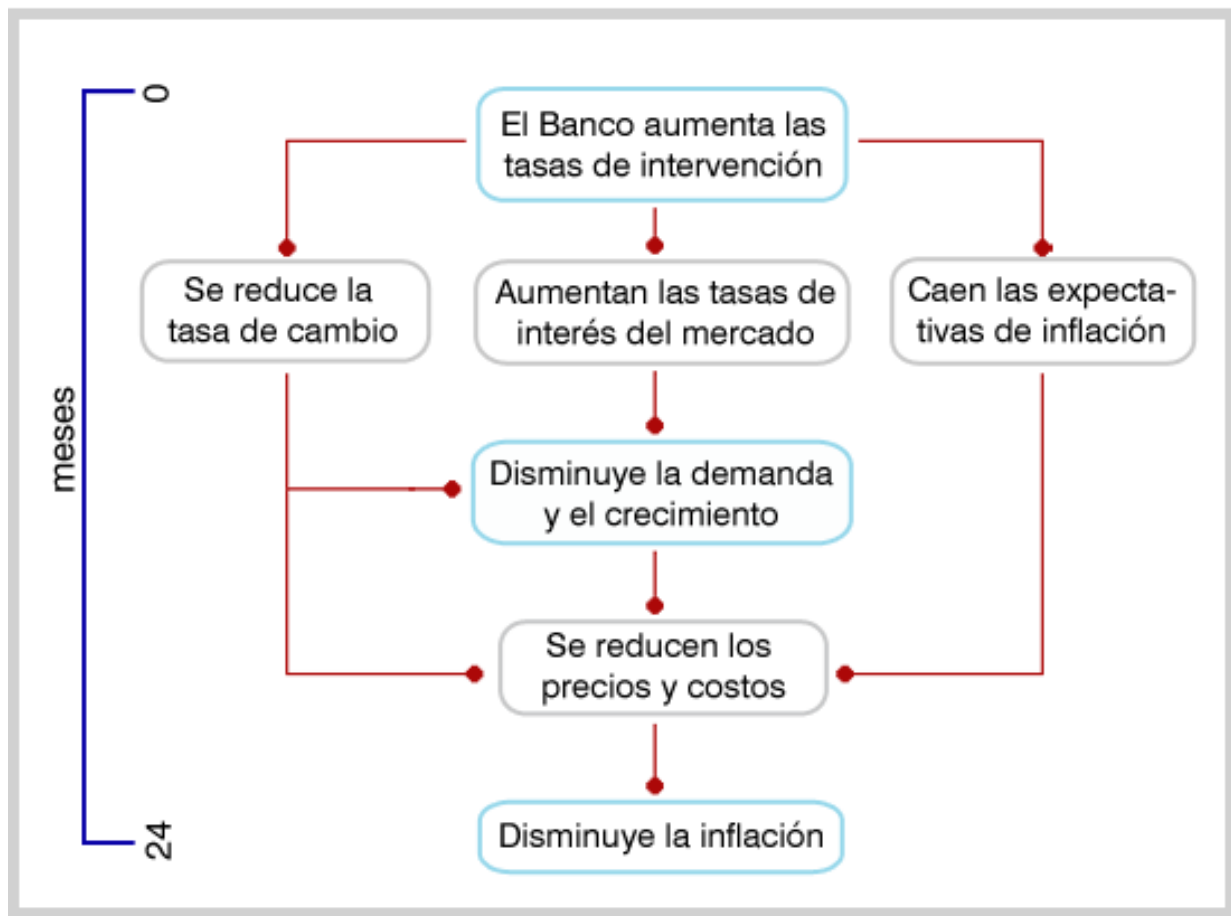 0
El Banco aumenta las
tasas de intervención
Se reduce la
tasa de cambio
Aumentan las tasas de
interés del mercado
Caen las expecta-
tivas de inflación
meses
Disminuye la demanda
y el crecimiento
Se reducen los
precios y costos
24
Disminuye la inflación